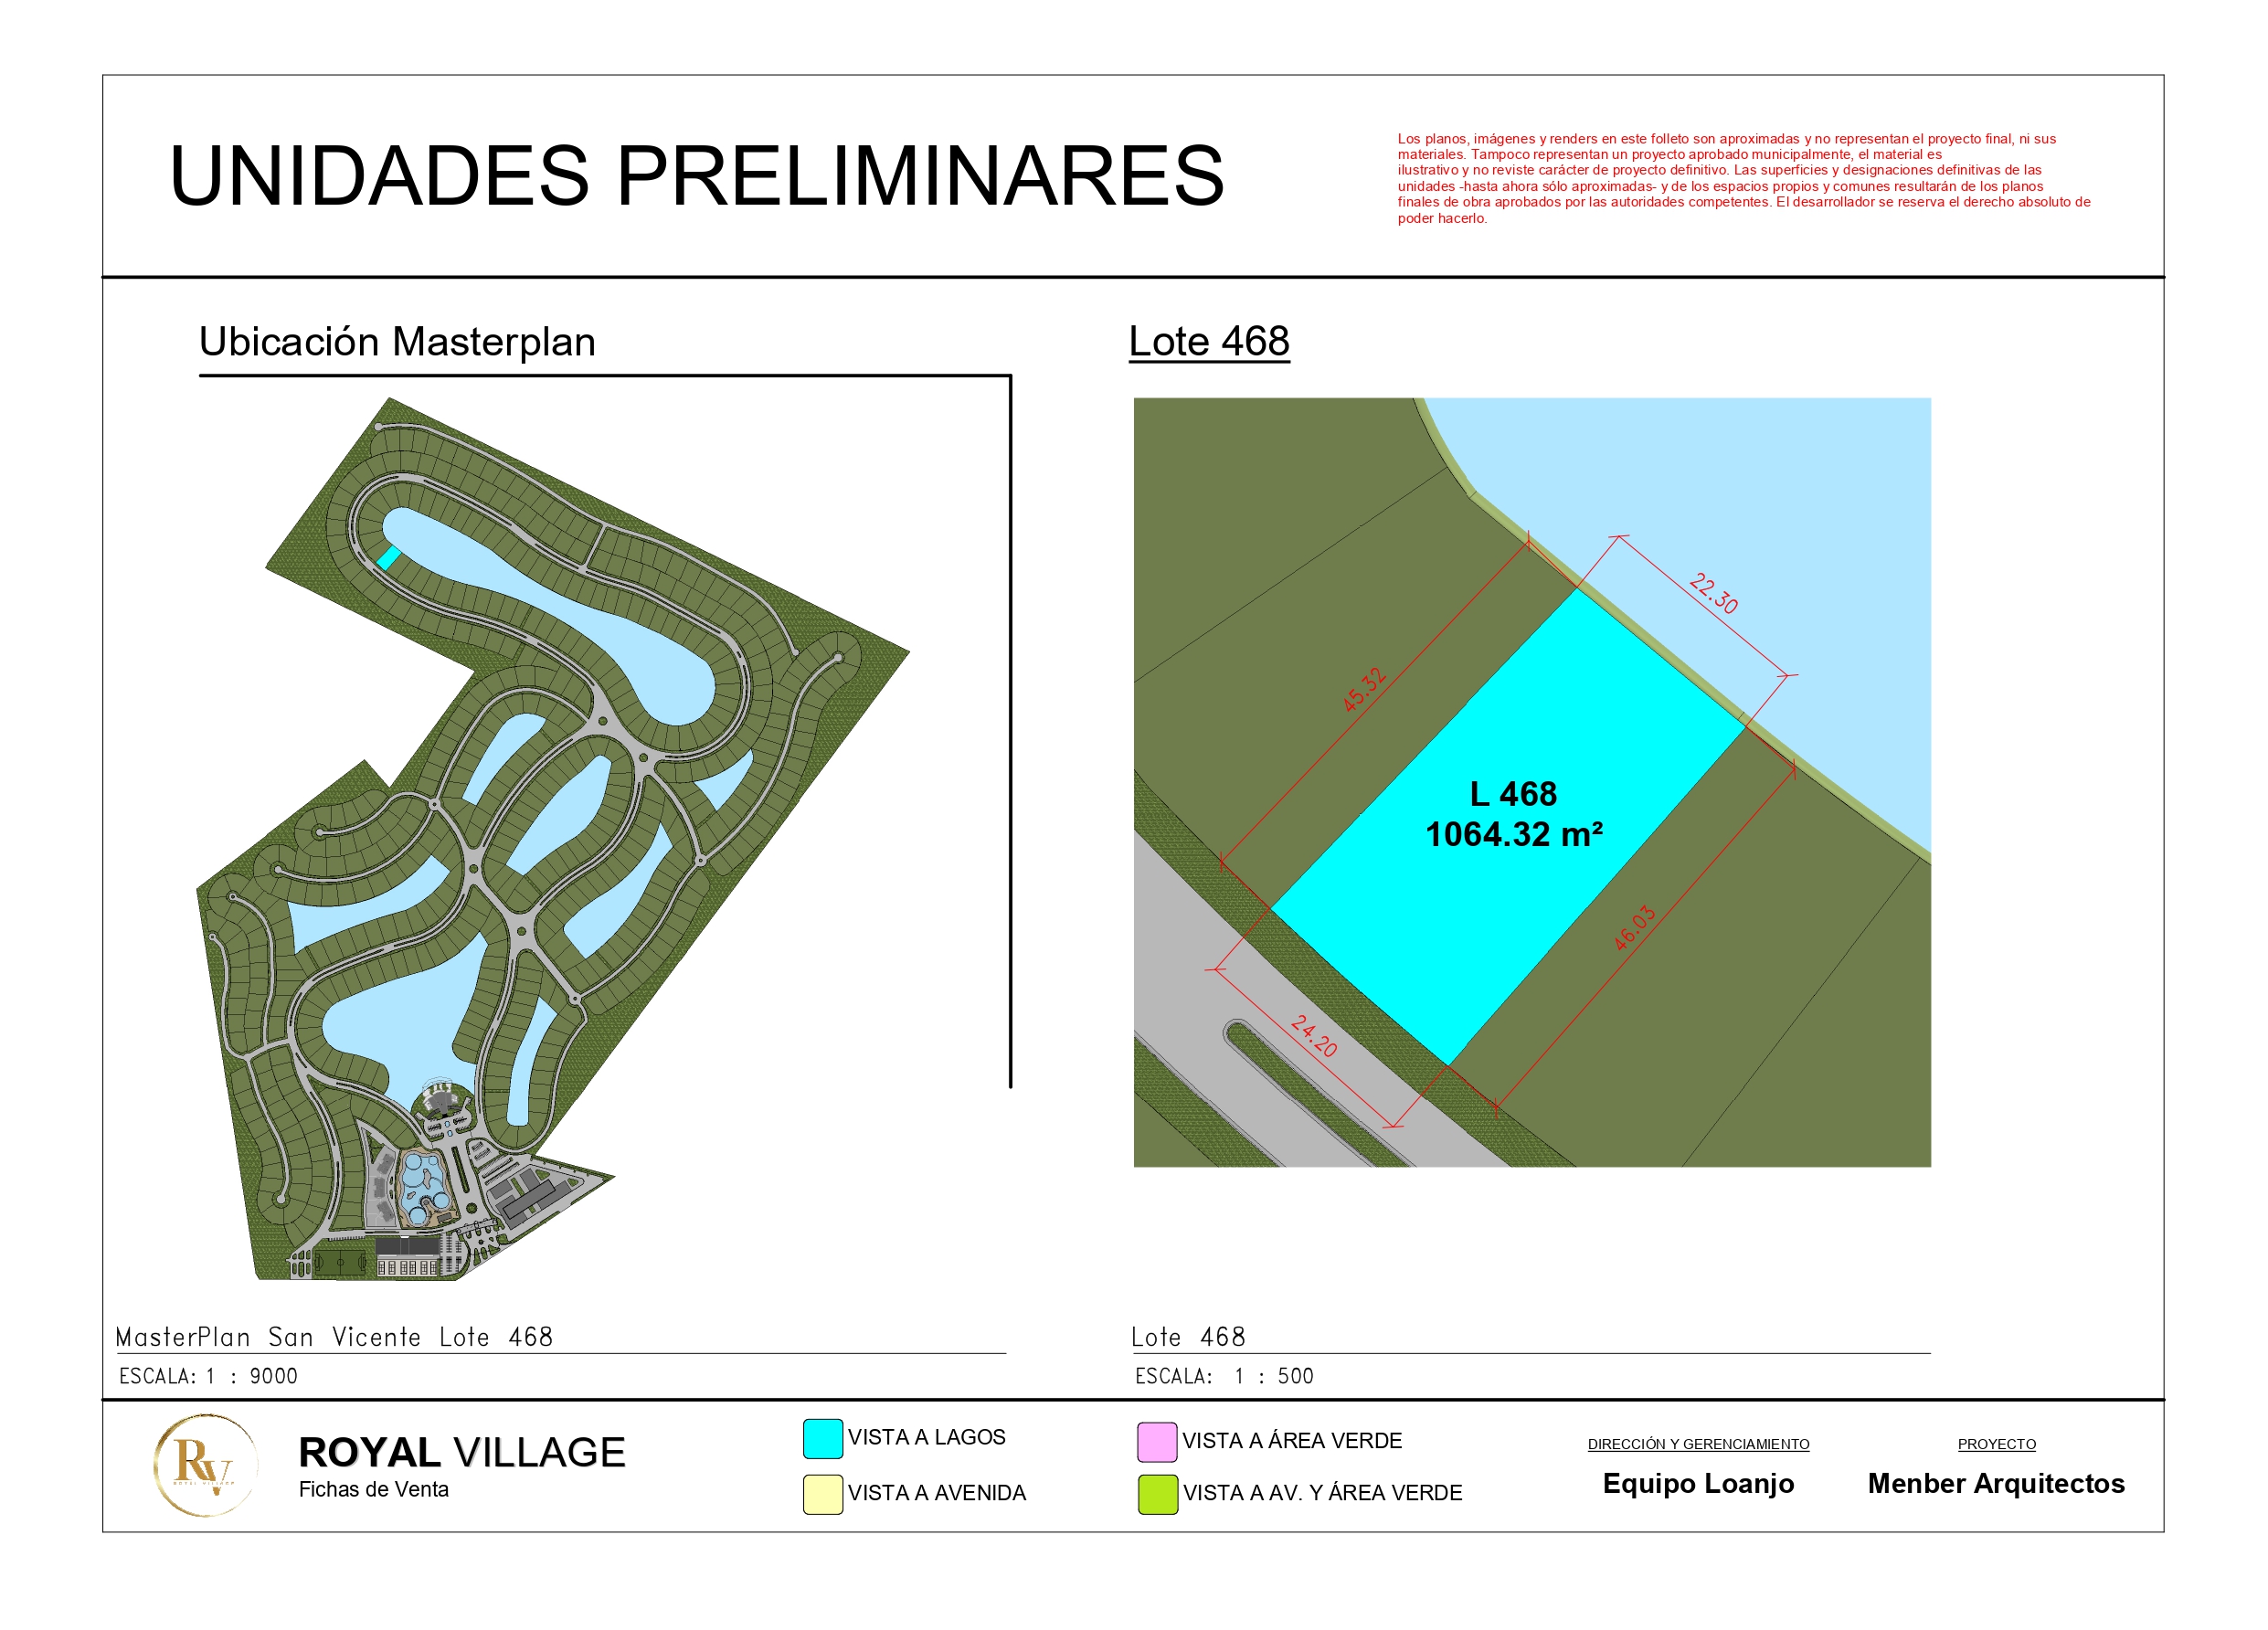 UNIDADES PRELIMINARES
Los planos, imágenes y renders en este folleto son aproximadas y no representan el proyecto final, ni sus
materiales. Tampoco representan un proyecto aprobado municipalmente, el material es
ilustrativo y no reviste carácter de proyecto definitivo. Las superficies y designaciones definitivas de las
unidades -hasta ahora sólo aproximadas- y de los espacios propios y comunes resultarán de los planos
finales de obra aprobados por las autoridades competentes. El desarrollador se reserva el derecho absoluto de
poder hacerlo.
Ubicación Masterplan
Lote 468
22.30
45.32
L 468
1064.32 m²
46.03
24.20
MasterPlan San Vicente Lote 468
ESCALA: 1 : 9000
Lote 468
ESCALA: 1 : 500
RV
ROYAL VILLAGE
ROYAL VILLAGE
Fichas de Venta
VISTA A LAGOS
VISTA A AVENIDA
VISTA A ÁREA VERDE
VISTA A AV. Y ÁREA VERDE
DIRECCIÓN Y GERENCIAMIENTO
Equipo Loanjo
PROYECTO
Menber Arquitectos